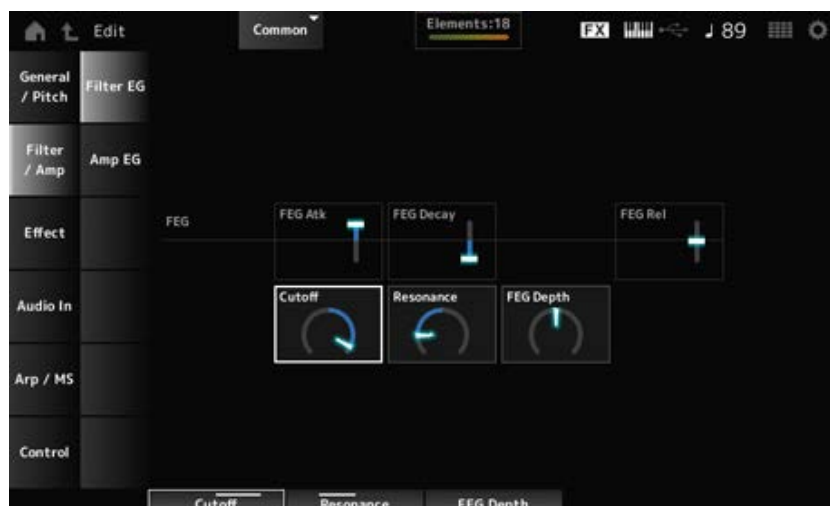 Edit
Common
Elements:18
FX
89
General
/ Pitch
Filter EG
Filter
/ Amp
Amp EG
Effect
Audio In
Arp / MS
Control
FEG
FEG Atk
FEG Decay
FEG Rel
Cutoff
Resonance
FEG Depth
Cutoff
Resonance
FEG Depth